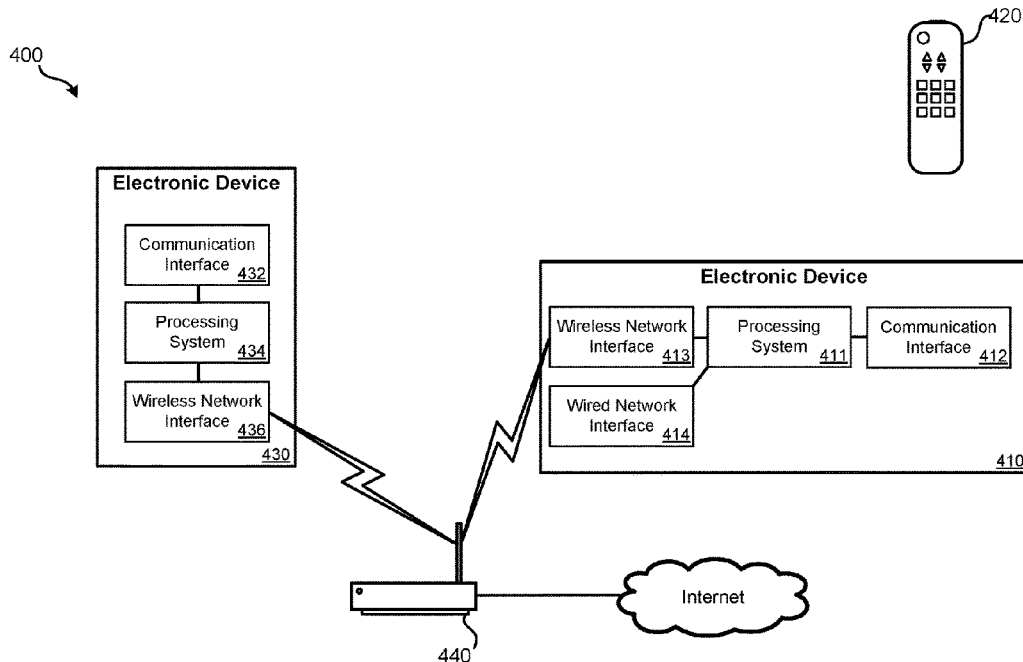 420
400
Electronic Device
Communication
Interface
432
Processing
System
434
Wireless Network
Interface
436
430
Electronic Device
Wireless Network
Interface
413
Processing
System
411
Communication
Interface
412
Wired Network
Interface
414
410
Internet
440